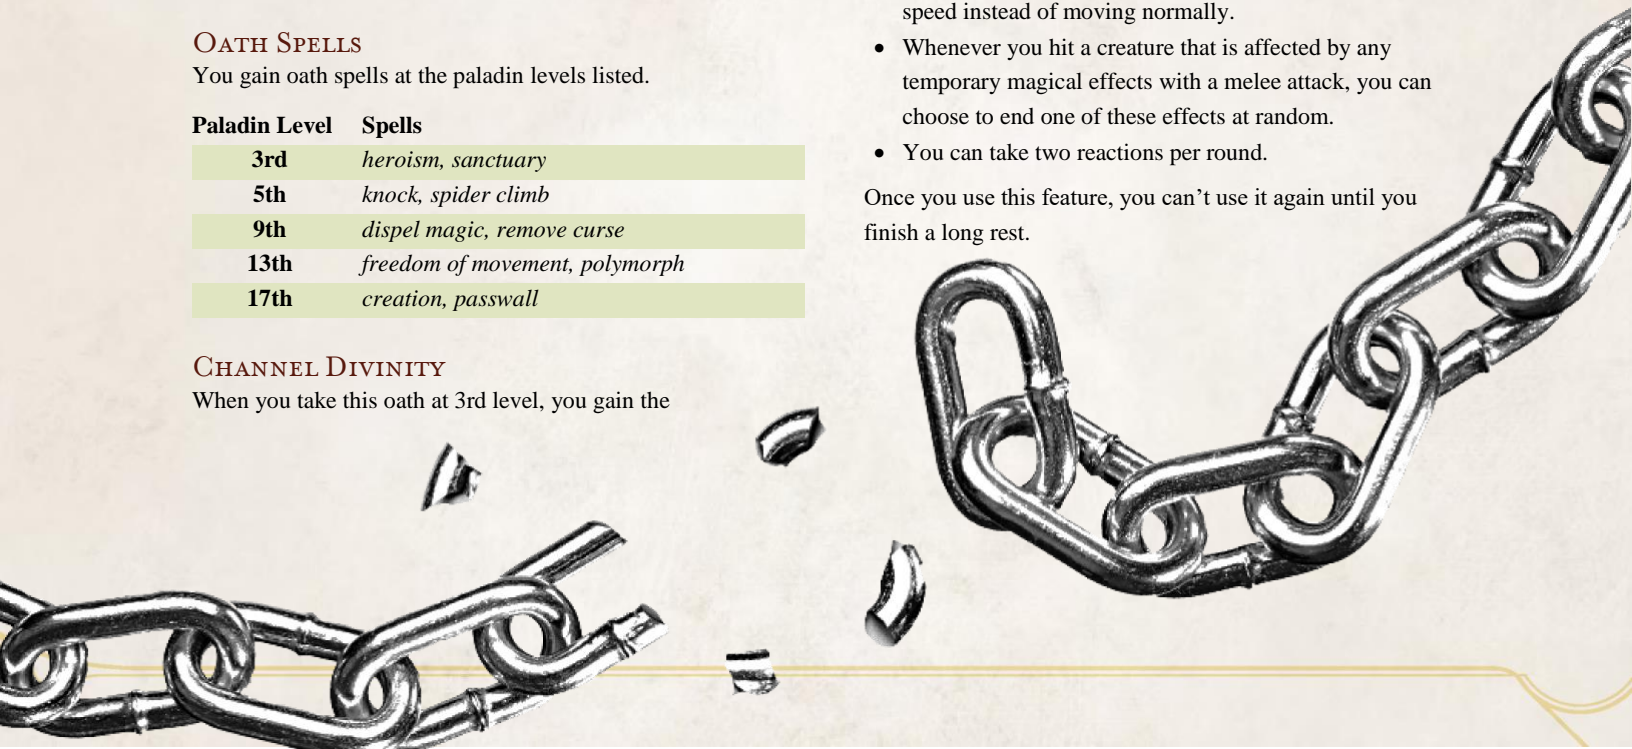 OATH SPELLS
You gain oath spells at the paladin levels listed.
Paladin Level Spells
3rd heroism, sanctuary
5th knock, spider climb
9th dispel magic, remove curse
13th freedom of movement, polymorph
17th creation, passwall
CHANNEL DIVINITY
When you take this oath at 3rd level, you gain the
speed instead of moving normally.
• Whenever you hit a creature that is affected by any
temporary magical effects with a melee attack, you can
choose to end one of these effects at random.
• You can take two reactions per round.
Once you use this feature, you can’t use it again until you
finish a long rest.